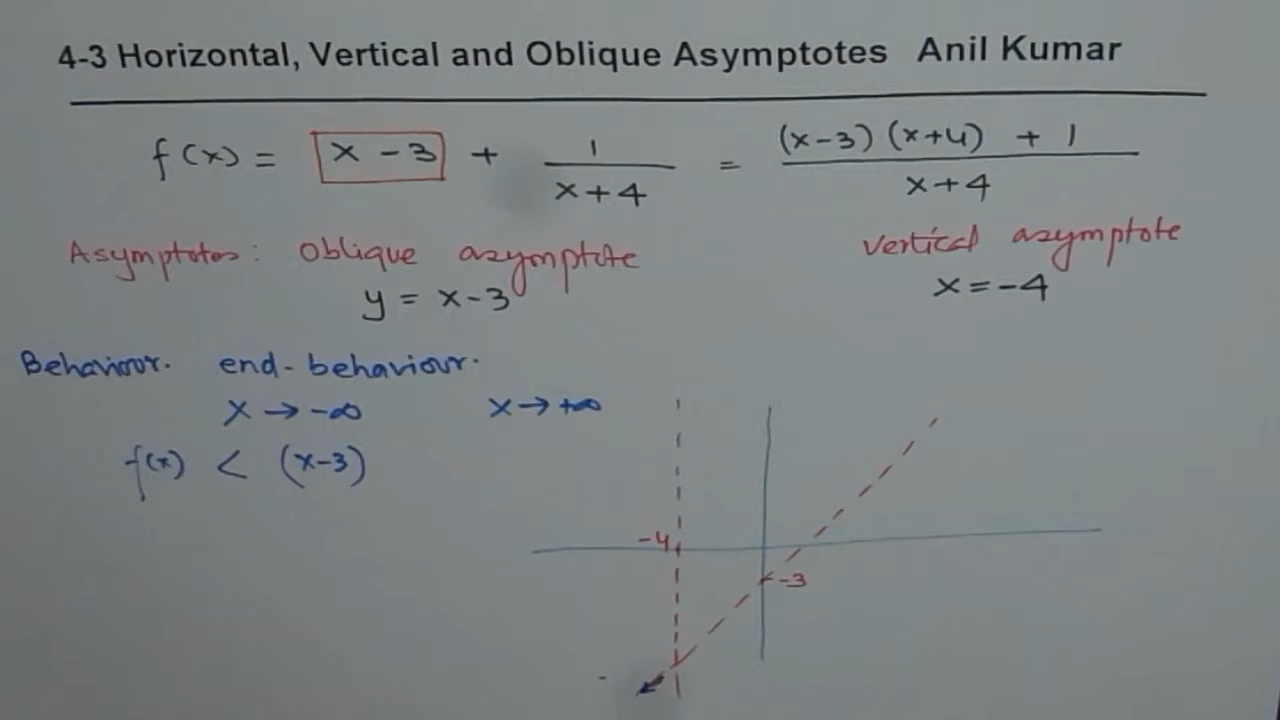 4-3 Horizontal, Vertical and Oblique Asymptotes Anil Kumar
f(x) = x - 3 + 1/(x+4) = ((x-3)(x+4) + 1)/(x+4)
Asymptotes: Oblique asymptote vertical asymptote
y = x-3 x = -4
Behaviour. end-behaviour.
x → -∞ x → +∞
f(x) < (x-3)
-4
-3